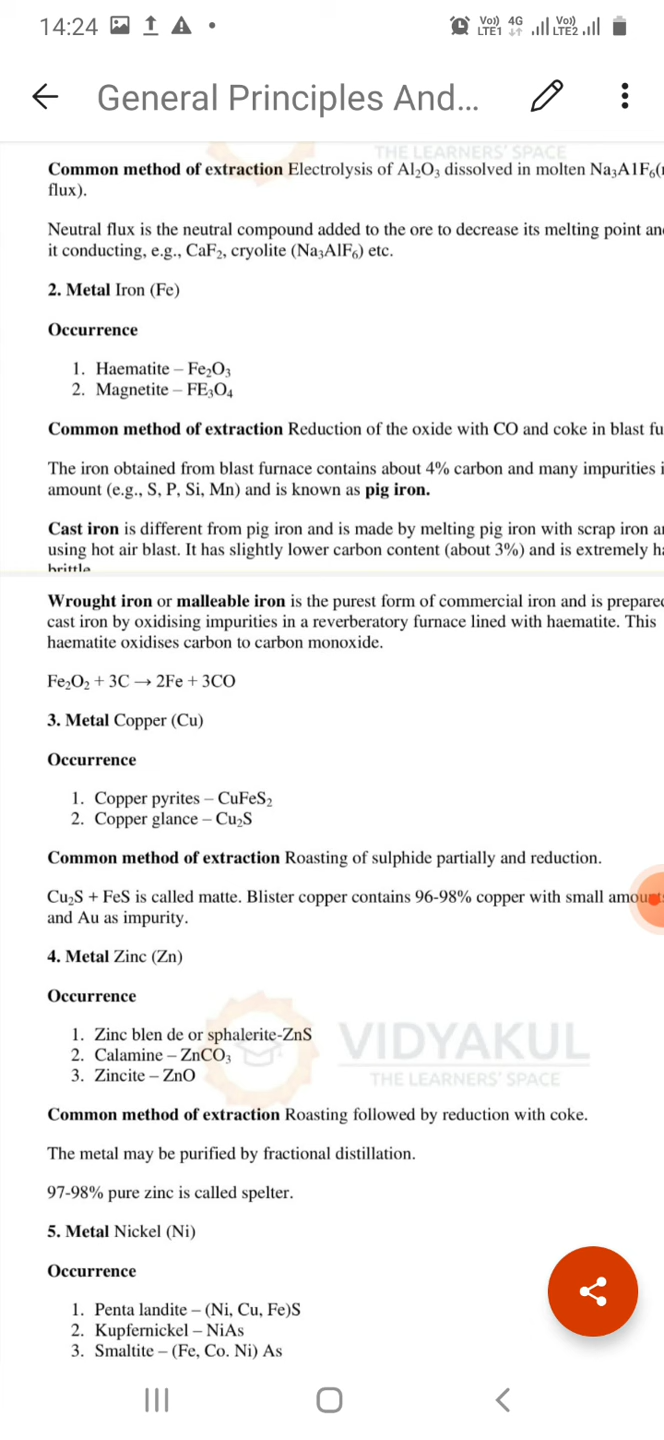 14:24
Vo)) 4G Vo))
LTE1 LTE2
General Principles And...
THE LEARNERS' SPACE
Common method of extraction Electrolysis of Al₂O₃ dissolved in molten Na₃A1F₆(
flux).
Neutral flux is the neutral compound added to the ore to decrease its melting point an
it conducting, e.g., CaF₂, cryolite (Na₃AlF₆) etc.
2. Metal Iron (Fe)
Occurrence
1. Haematite – Fe₂O₃
2. Magnetite – FE₃O₄
Common method of extraction Reduction of the oxide with CO and coke in blast fu
The iron obtained from blast furnace contains about 4% carbon and many impurities i
amount (e.g., S, P, Si, Mn) and is known as pig iron.
Cast iron is different from pig iron and is made by melting pig iron with scrap iron a
using hot air blast. It has slightly lower carbon content (about 3%) and is extremely h
brittle
Wrought iron or malleable iron is the purest form of commercial iron and is prepare
cast iron by oxidising impurities in a reverberatory furnace lined with haematite. This
haematite oxidises carbon to carbon monoxide.
Fe₂O₂ + 3C → 2Fe + 3CO
3. Metal Copper (Cu)
Occurrence
1. Copper pyrites – CuFeS₂
2. Copper glance – Cu₂S
Common method of extraction Roasting of sulphide partially and reduction.
Cu₂S + FeS is called matte. Blister copper contains 96-98% copper with small amounts
and Au as impurity.
4. Metal Zinc (Zn)
Occurrence
1. Zinc blen de or sphalerite-ZnS
2. Calamine – ZnCO₃
3. Zincite – ZnO
VIDYAKUL
THE LEARNERS' SPACE
Common method of extraction Roasting followed by reduction with coke.
The metal may be purified by fractional distillation.
97-98% pure zinc is called spelter.
5. Metal Nickel (Ni)
Occurrence
1. Penta landite – (Ni, Cu, Fe)S
2. Kupfernickel – NiAs
3. Smaltite – (Fe, Co. Ni) As